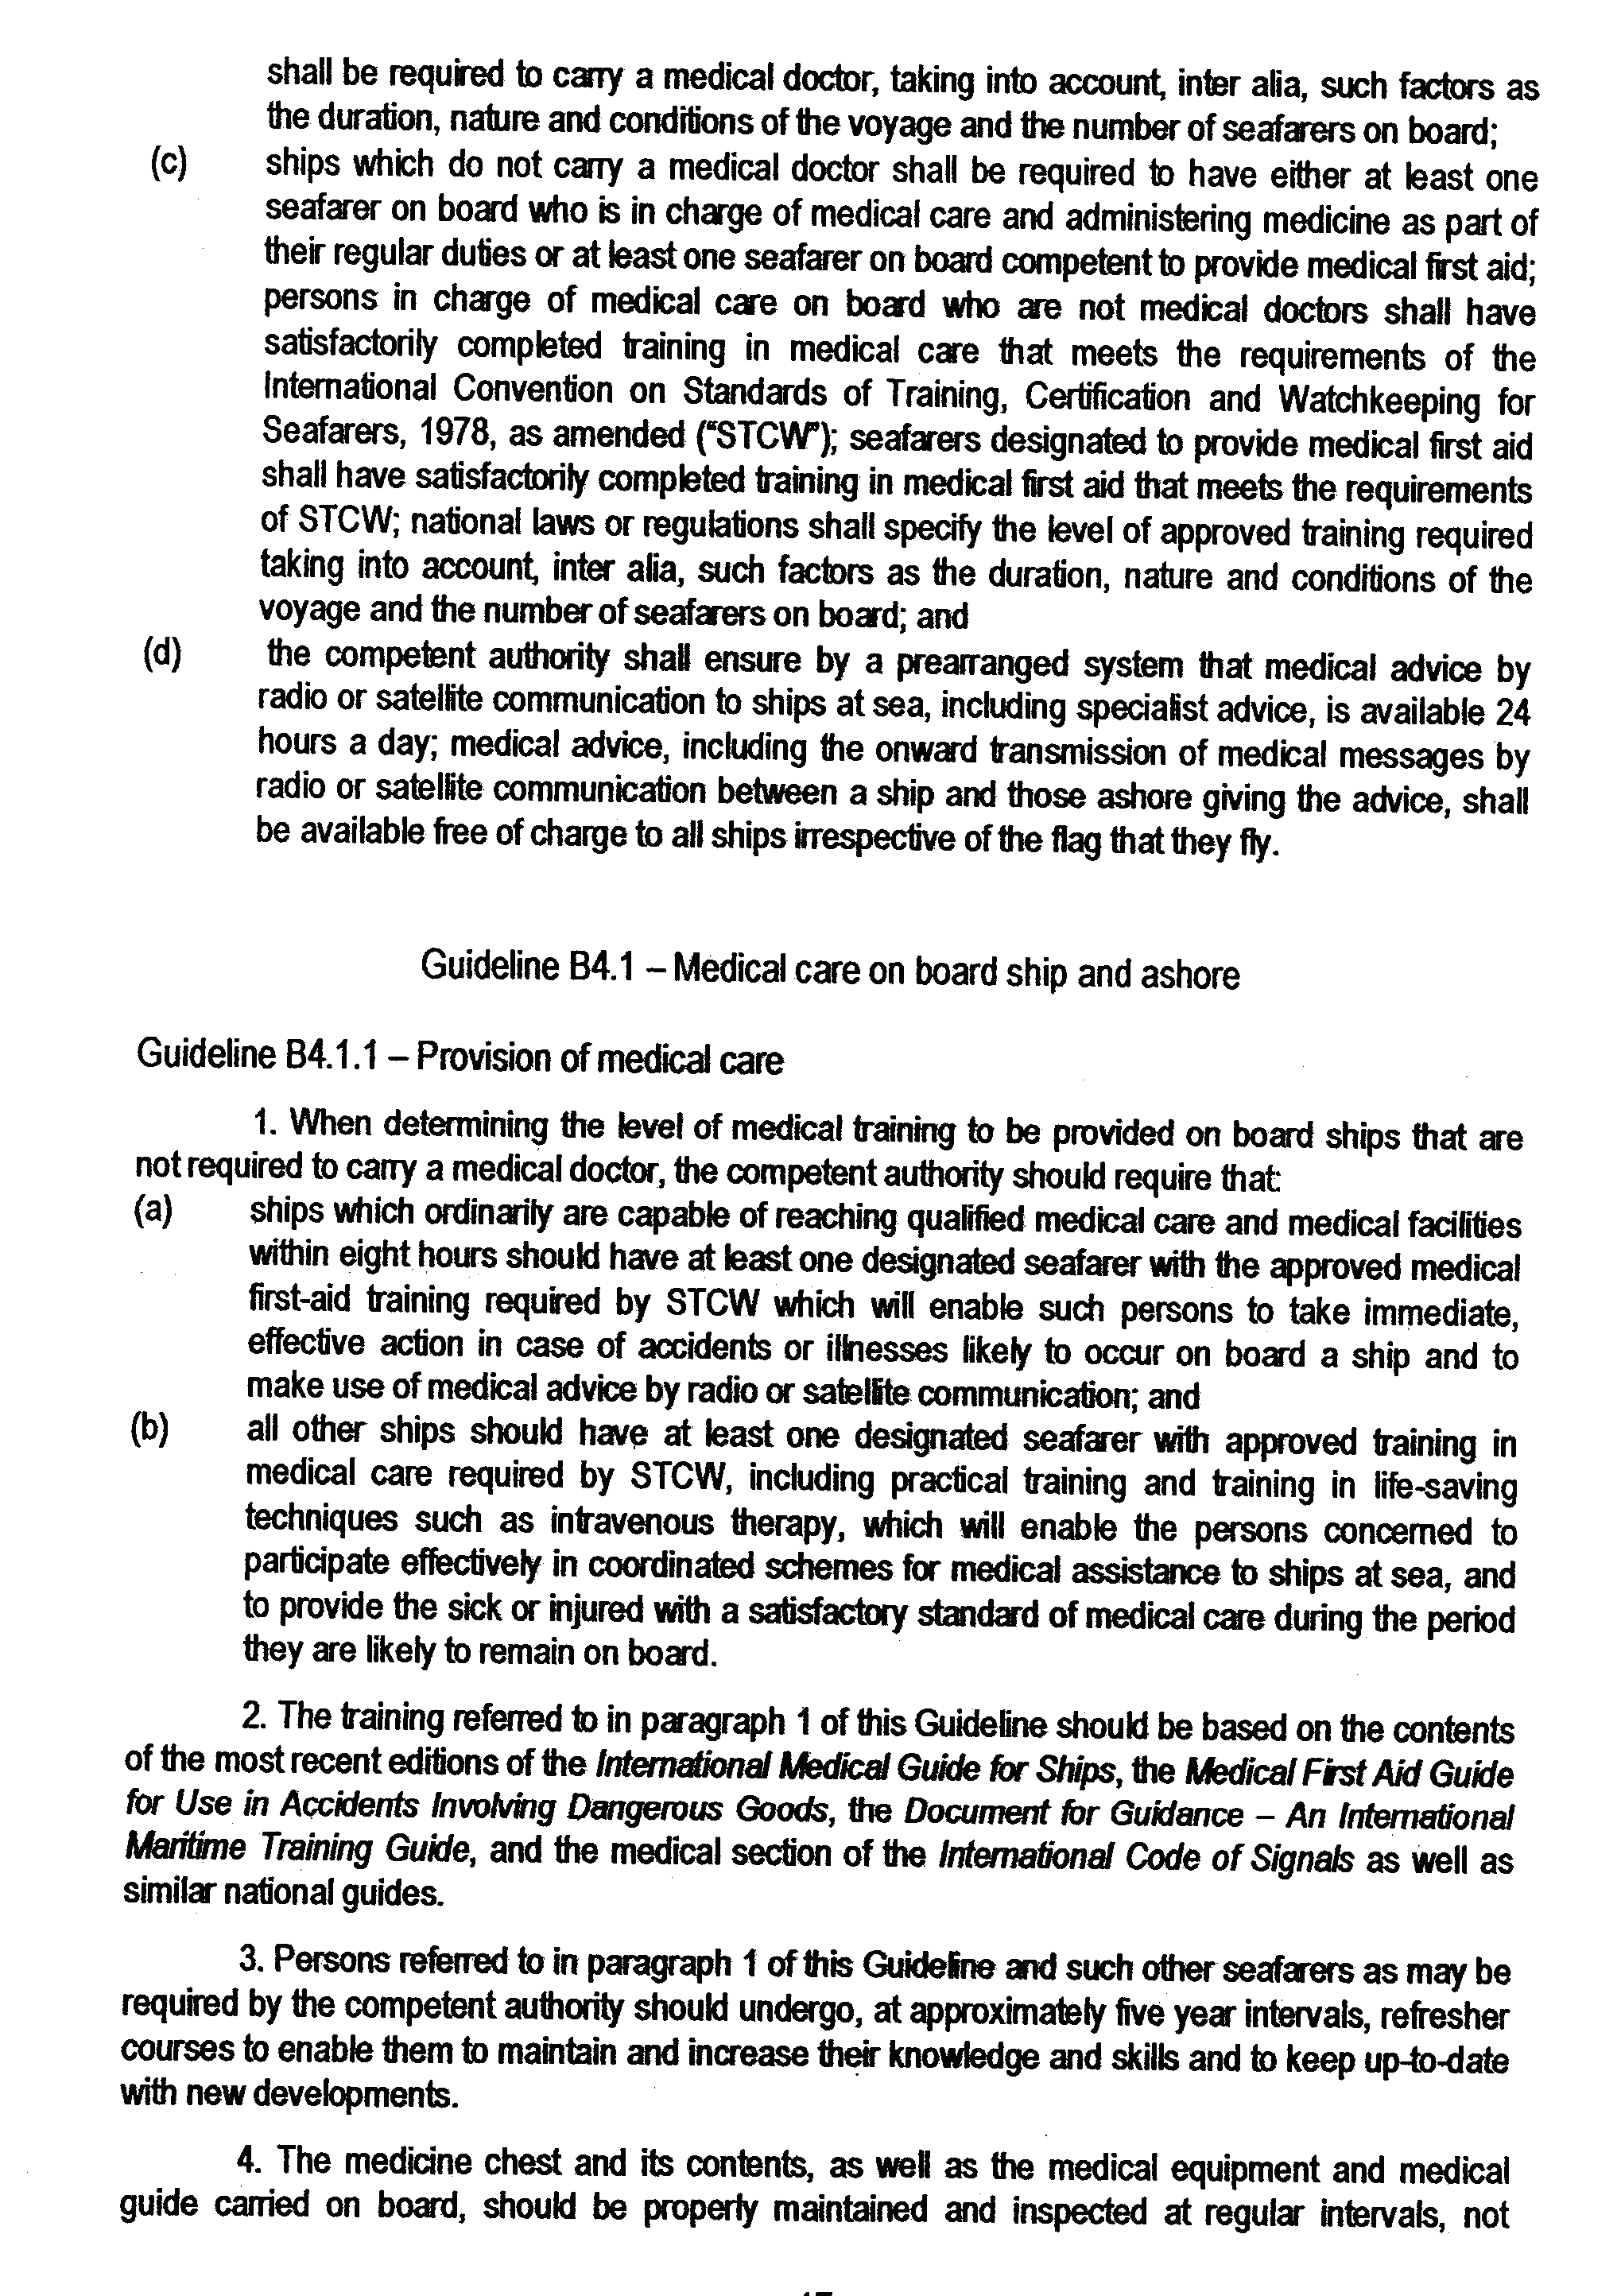 shall be required to carry a medical doctor, taking into account, inter alia, such factors as
the duration, nature and conditions of the voyage and the number of seafarers on board;
(c) ships which do not carry a medical doctor shall be required to have either at least one
seafarer on board who is in charge of medical care and administering medicine as part of
their regular duties or at least one seafarer on board competent to provide medical first aid;
persons in charge of medical care on board who are not medical doctors shall have
satisfactorily completed training in medical care that meets the requirements of the
International Convention on Standards of Training, Certification and Watchkeeping for
Seafarers, 1978, as amended ("STCW"); seafarers designated to provide medical first aid
shall have satisfactorily completed training in medical first aid that meets the requirements
of STCW; national laws or regulations shall specify the level of approved training required
taking into account, inter alia, such factors as the duration, nature and conditions of the
voyage and the number of seafarers on board; and
(d) the competent authority shall ensure by a prearranged system that medical advice by
radio or satellite communication to ships at sea, including specialist advice, is available 24
hours a day; medical advice, including the onward transmission of medical messages by
radio or satellite communication between a ship and those ashore giving the advice, shall
be available free of charge to all ships irrespective of the flag that they fly.
Guideline B4.1 – Medical care on board ship and ashore
Guideline B4.1.1 – Provision of medical care
1. When determining the level of medical training to be provided on board ships that are
not required to carry a medical doctor, the competent authority should require that:
(a) ships which ordinarily are capable of reaching qualified medical care and medical facilities
within eight hours should have at least one designated seafarer with the approved medical
first-aid training required by STCW which will enable such persons to take immediate,
effective action in case of accidents or illnesses likely to occur on board a ship and to
make use of medical advice by radio or satellite communication; and
(b) all other ships should have at least one designated seafarer with approved training in
medical care required by STCW, including practical training and training in life-saving
techniques such as intravenous therapy, which will enable the persons concerned to
participate effectively in coordinated schemes for medical assistance to ships at sea, and
to provide the sick or injured with a satisfactory standard of medical care during the period
they are likely to remain on board.
2. The training referred to in paragraph 1 of this Guideline should be based on the contents
of the most recent editions of the International Medical Guide for Ships, the Medical First Aid Guide
for Use in Accidents Involving Dangerous Goods, the Document for Guidance – An International
Maritime Training Guide, and the medical section of the International Code of Signals as well as
similar national guides.
3. Persons referred to in paragraph 1 of this Guideline and such other seafarers as may be
required by the competent authority should undergo, at approximately five year intervals, refresher
courses to enable them to maintain and increase their knowledge and skills and to keep up-to-date
with new developments.
4. The medicine chest and its contents, as well as the medical equipment and medical
guide carried on board, should be properly maintained and inspected at regular intervals, not